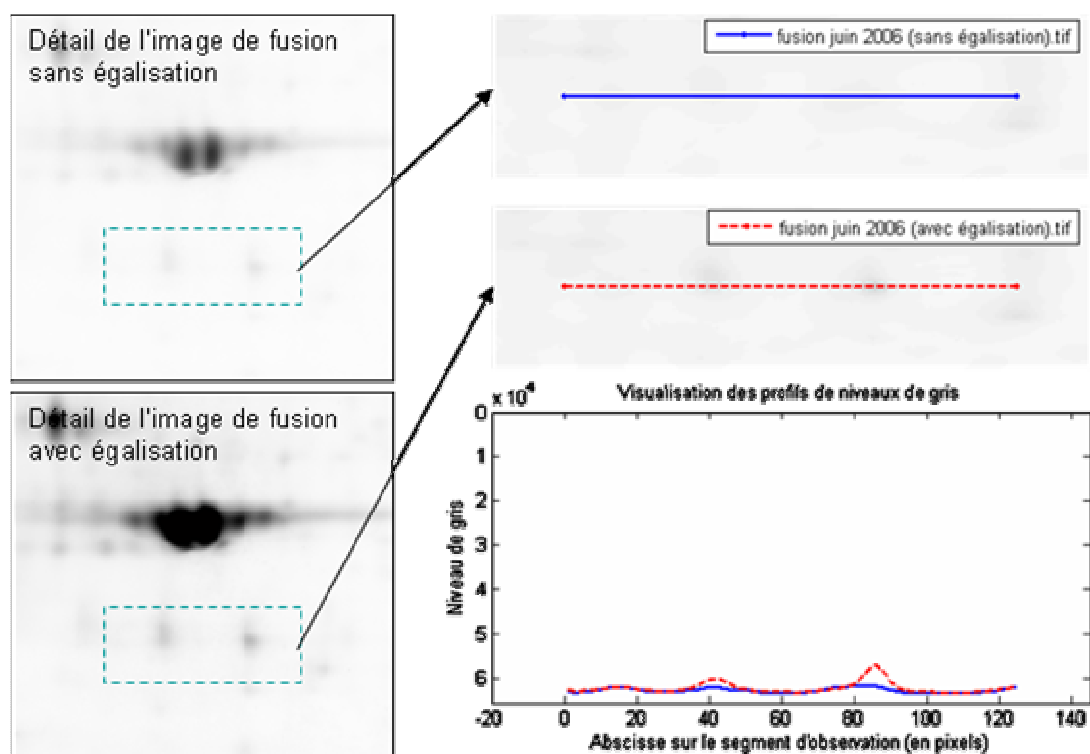 Détail de l'image de fusion
sans égalisation
fusion juin 2006 (sans égalisation).tif
fusion juin 2006 (avec égalisation).tif
Détail de l'image de fusion
avec égalisation
x 10⁴
Visualisation des profils de niveaux de gris
0
1
2
3
4
5
6
Niveau de gris
-20 0 20 40 60 80 100 120 140
Abscisse sur le segment d'observation (en pixels)